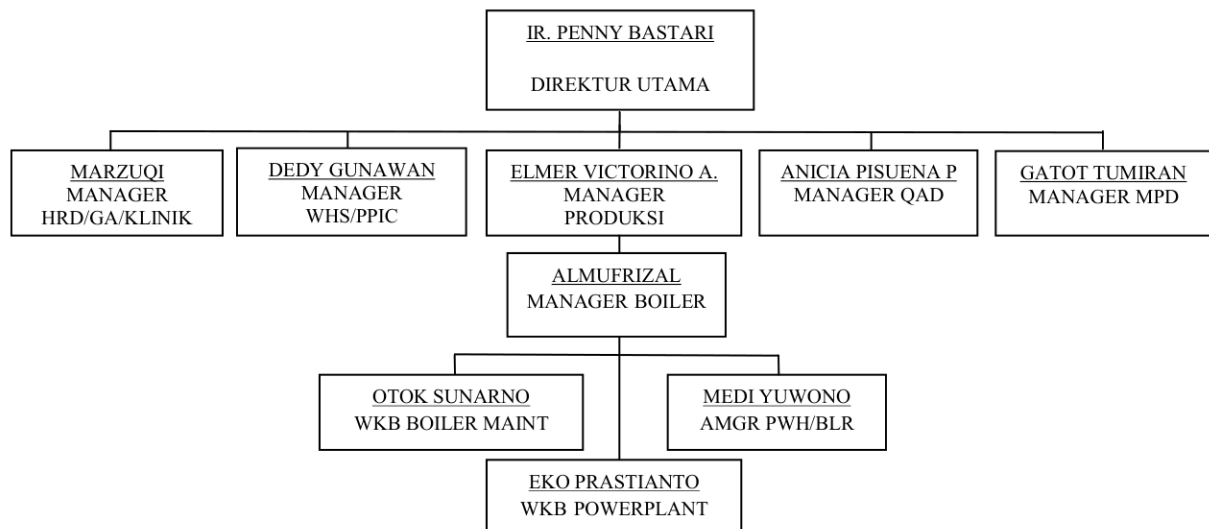 IR. PENNY BASTARI
DIREKTUR UTAMA
MARZUQI
MANAGER
HRD/GA/KLINIK
DEDY GUNAWAN
MANAGER
WHS/PPIC
ELMER VICTORINO A.
MANAGER
PRODUKSI
ANICIA PISUENA P
MANAGER QAD
GATOT TUMIRAN
MANAGER MPD
ALMUFRIZAL
MANAGER BOILER
OTOK SUNARNO
WKB BOILER MAINT
MEDI YUWONO
AMGR PWH/BLR
EKO PRASTIANTO
WKB POWERPLANT